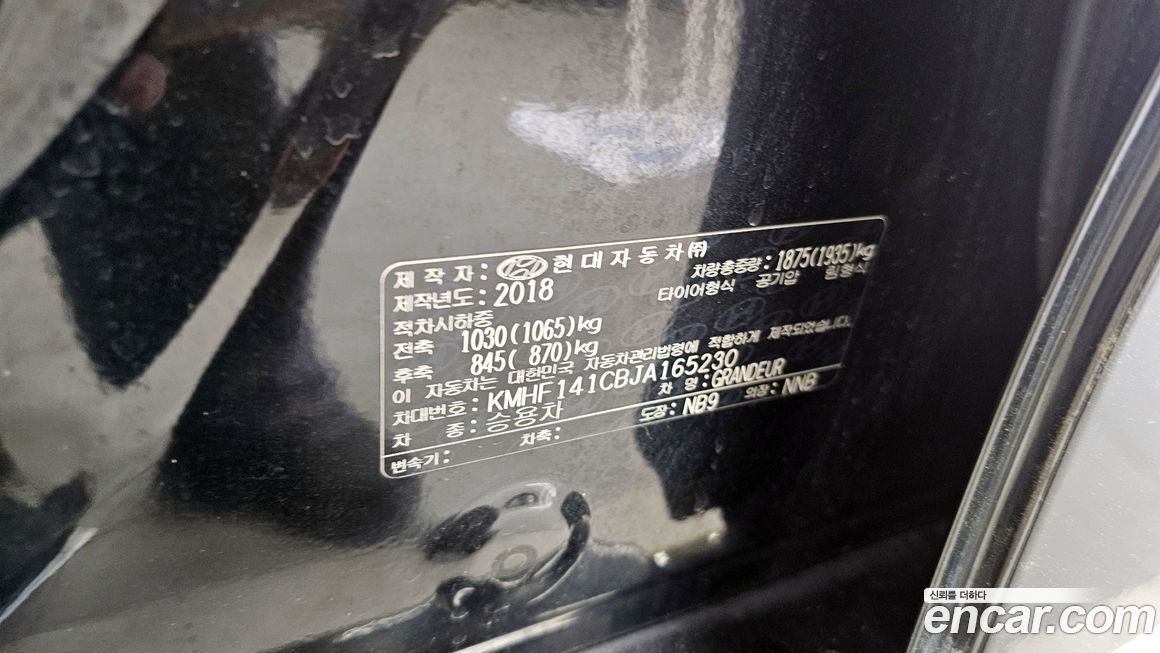 제작자: 현대자동차㈜
제작년도: 2018
차량총중량: 1875(1935)kg
타이어형식 공기압 림형식
적차시하중
전축 1030(1065)kg
후축 845( 870)kg
이 자동차는 대한민국 자동차관리법령에 적합하게 제작되었습니다.
차대번호: KMHF141CBJA165230
차 종: 승용차 차 명: GRANDEUR
변속기: 차축: 도장: NB9 외장: NNB
신뢰를 더하다
encar.com